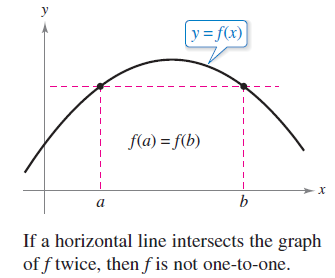 y
y = f(x)
f(a) = f(b)
x
a
b
If a horizontal line intersects the graph
of f twice, then f is not one-to-one.